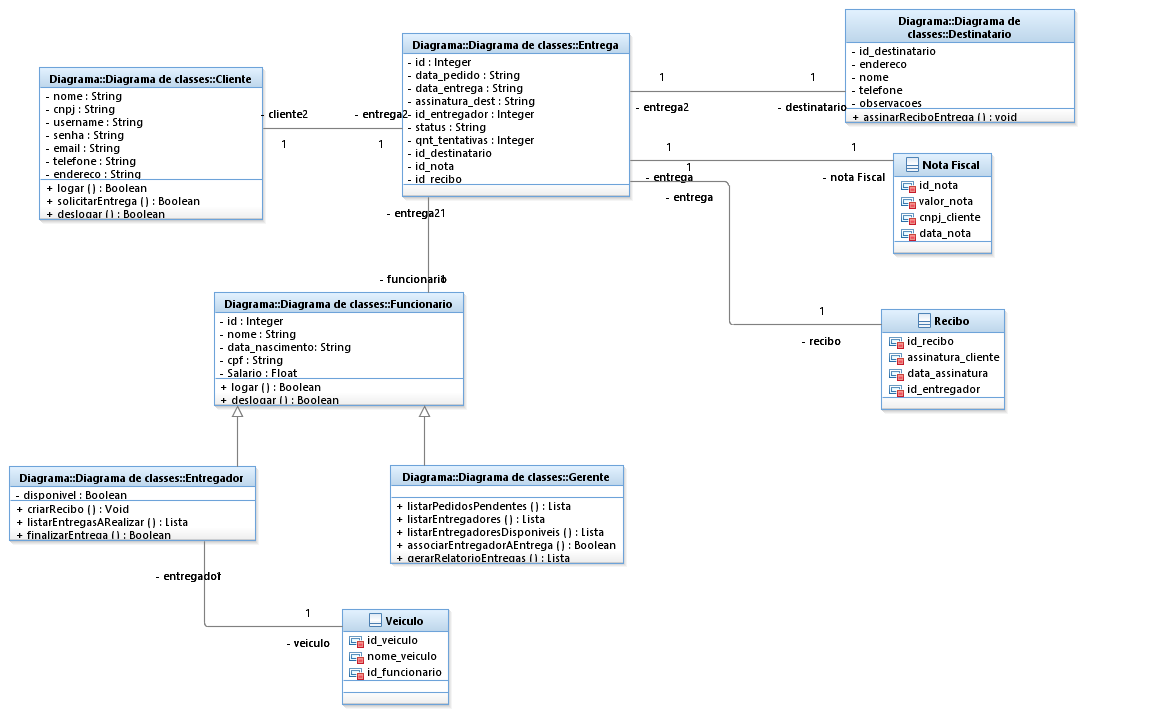 Diagrama::Diagrama de classes::Cliente
- nome : String
- cnpj : String
- username : String
- senha : String
- email : String
- telefone : String
- endereco : String
+ logar ( ) : Boolean
+ solicitarEntrega ( ) : Boolean
+ deslogar ( ) : Boolean
- cliente2
1
- entrega2
1
Diagrama::Diagrama de classes::Entrega
- id : Integer
- data_pedido : String
- data_entrega : String
- assinatura_dest : String
- id_entregador : Integer
- status : String
- qnt_tentativas : Integer
- id_destinatario
- id_nota
- id_recibo
1
- entrega2
1
- destinatario
Diagrama::Diagrama de
classes::Destinatario
- id_destinatario
- endereco
- nome
- telefone
- observacoes
+ assinarReciboEntrega ( ) : void
1
- entrega
1
- nota Fiscal
Nota Fiscal
id_nota
valor_nota
cnpj_cliente
data_nota
1
- entrega
1
- recibo
Recibo
id_recibo
assinatura_cliente
data_assinatura
id_entregador
- entrega21
- funcionario
1
Diagrama::Diagrama de classes::Funcionario
- id : Integer
- nome : String
- data_nascimento: String
- cpf : String
- Salario : Float
+ logar ( ) : Boolean
+ deslogar ( ) : Boolean
Diagrama::Diagrama de classes::Entregador
- disponivel : Boolean
+ criarRecibo ( ) : Void
+ listarEntregasARealizar ( ) : Lista
+ finalizarEntrega ( ) : Boolean
Diagrama::Diagrama de classes::Gerente
+ listarPedidosPendentes ( ) : Lista
+ listarEntregadores ( ) : Lista
+ listarEntregadoresDisponiveis ( ) : Lista
+ associarEntregadorAEntrega ( ) : Boolean
+ gerarRelatorioEntregas ( ) : Lista
- entregador
1
1
- veiculo
Veiculo
id_veiculo
nome_veiculo
id_funcionario